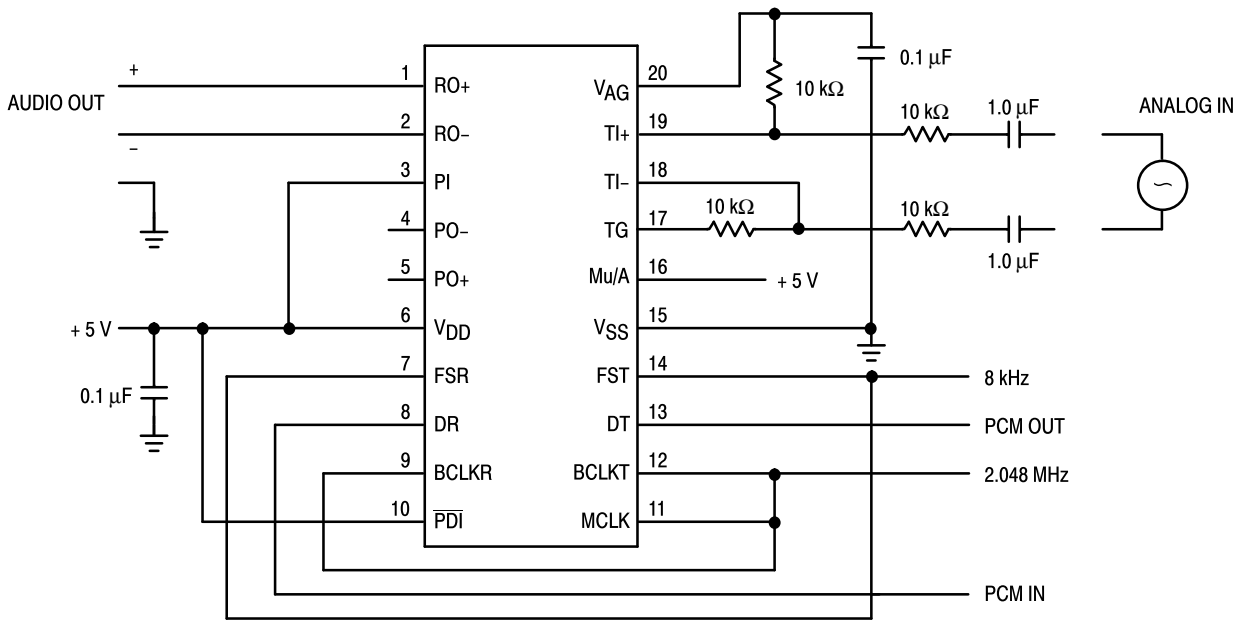 AUDIO OUT
+
–
+ 5 V
0.1 µF
1 RO+
2 RO–
3 PI
4 PO–
5 PO+
6 VDD
7 FSR
8 DR
9 BCLKR
10 PDI
VAG 20
TI+ 19
TI– 18
TG 17
Mu/A 16
VSS 15
FST 14
DT 13
BCLKT 12
MCLK 11
10 kΩ
0.1 µF
10 kΩ
1.0 µF
ANALOG IN
10 kΩ
10 kΩ
1.0 µF
~
+ 5 V
8 kHz
PCM OUT
2.048 MHz
PCM IN